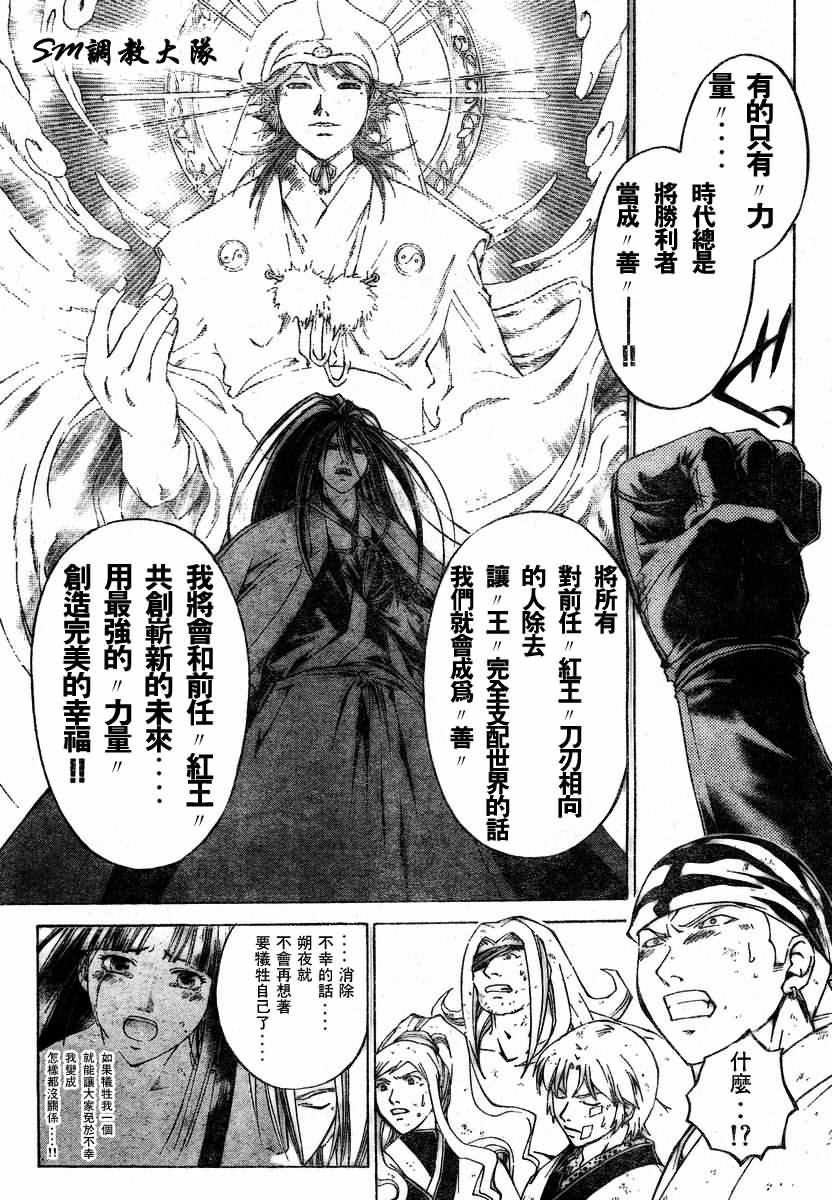 SM調教大隊
有的只有〃力
量〃‥‥
時代總是
將勝利者
當成〃善〃──!!
將所有
對前任〃紅王〃刀刃相向
的人除去
讓〃王〃完全支配世界的話
我們就會成爲〃善〃
我將會和前任〃紅王〃
共創嶄新的未來‥‥
用最強的〃力量〃
創造完美的幸福!!
什麼‥!?
‥‥消除
不幸的話‥‥
朔夜就
不會再想著
要犧牲自己了‥‥
如果犧牲我一個
就能讓大家免於不幸
我變成
怎樣都沒關係‥‥!!